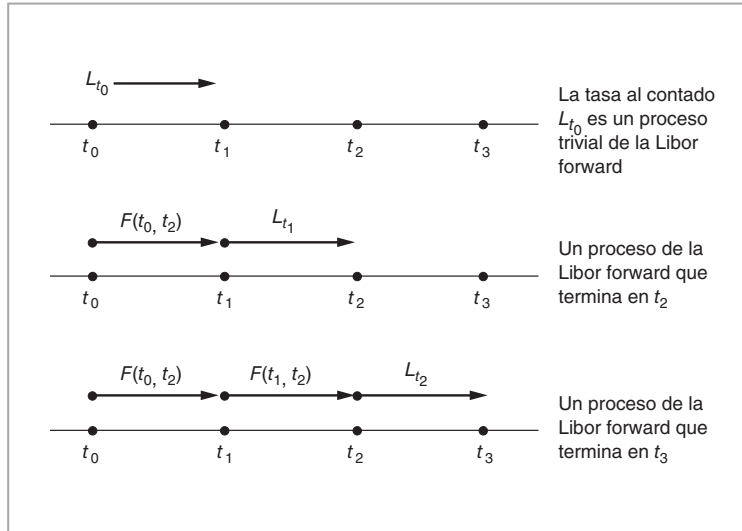 L_{t_0}
t_0 t_1 t_2 t_3
La tasa al contado
L_{t_0} es un proceso
trivial de la Libor
forward
F(t_0, t_2) L_{t_1}
t_0 t_1 t_2 t_3
Un proceso de la
Libor forward que
termina en t_2
F(t_0, t_2) F(t_1, t_2) L_{t_2}
t_0 t_1 t_2 t_3
Un proceso de la
Libor forward que
termina en t_3